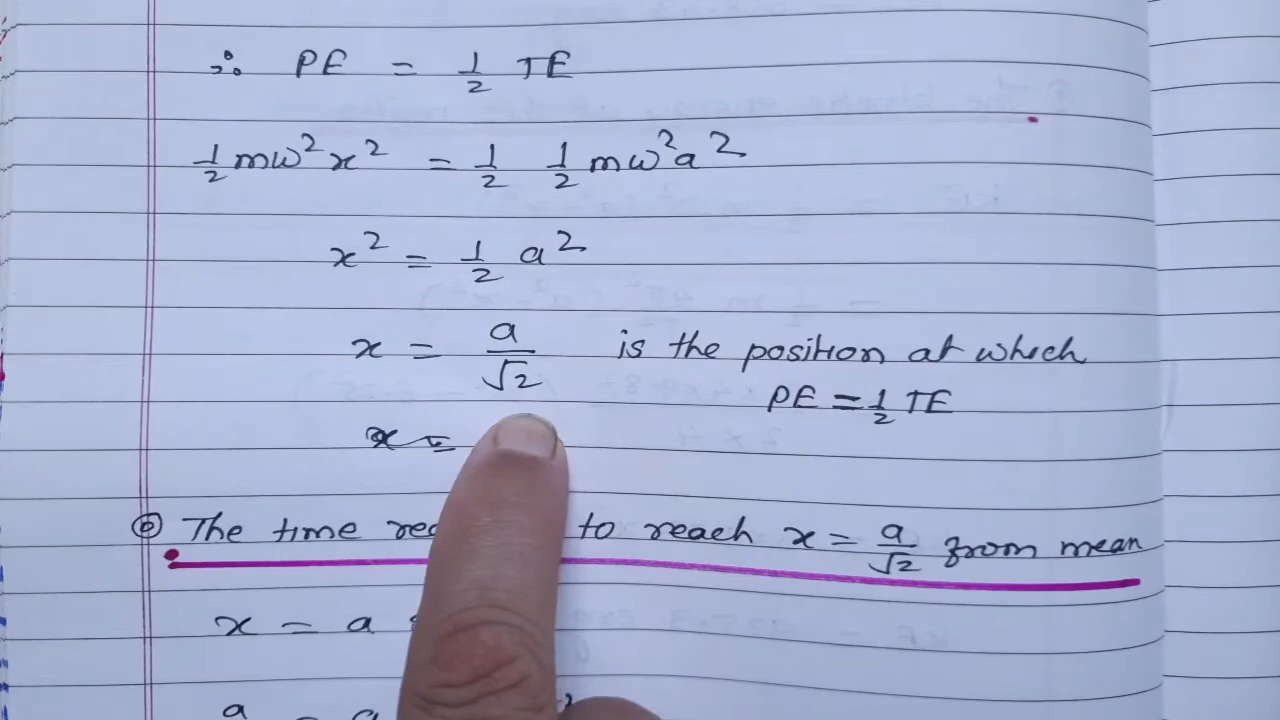 ∴ PE = 1/2 TE
1/2 mω²x² = 1/2 1/2 mω²a²
x² = 1/2 a²
x = a/√2 is the position at which
PE = 1/2 TE
x =
⑥ The time to reach x = a/√2 from mean
x = a
a